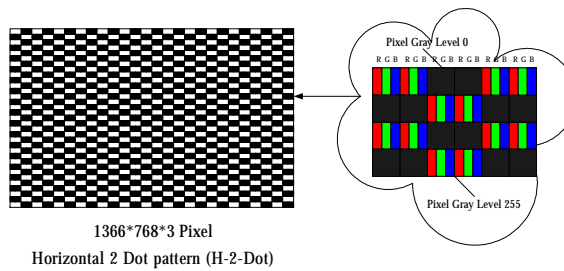 Pixel Gray Level 0
R G B R G B R G B R G B R G B R G B
Pixel Gray Level 255
1366*768*3 Pixel
Horizontal 2 Dot pattern (H-2-Dot)